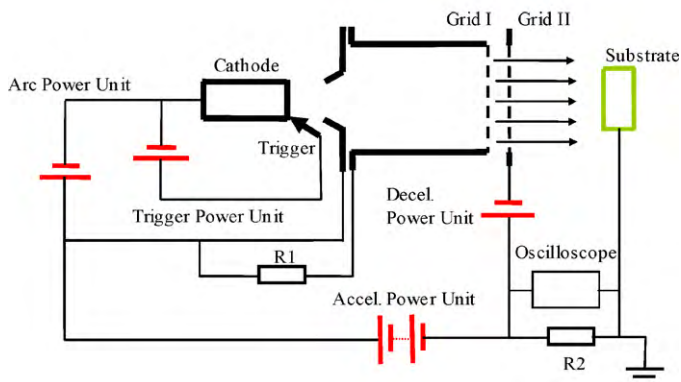 Grid I
Grid II
Substrate
Cathode
Arc Power Unit
Trigger
Decel.
Power Unit
Trigger Power Unit
Oscilloscope
R1
Accel. Power Unit
R2